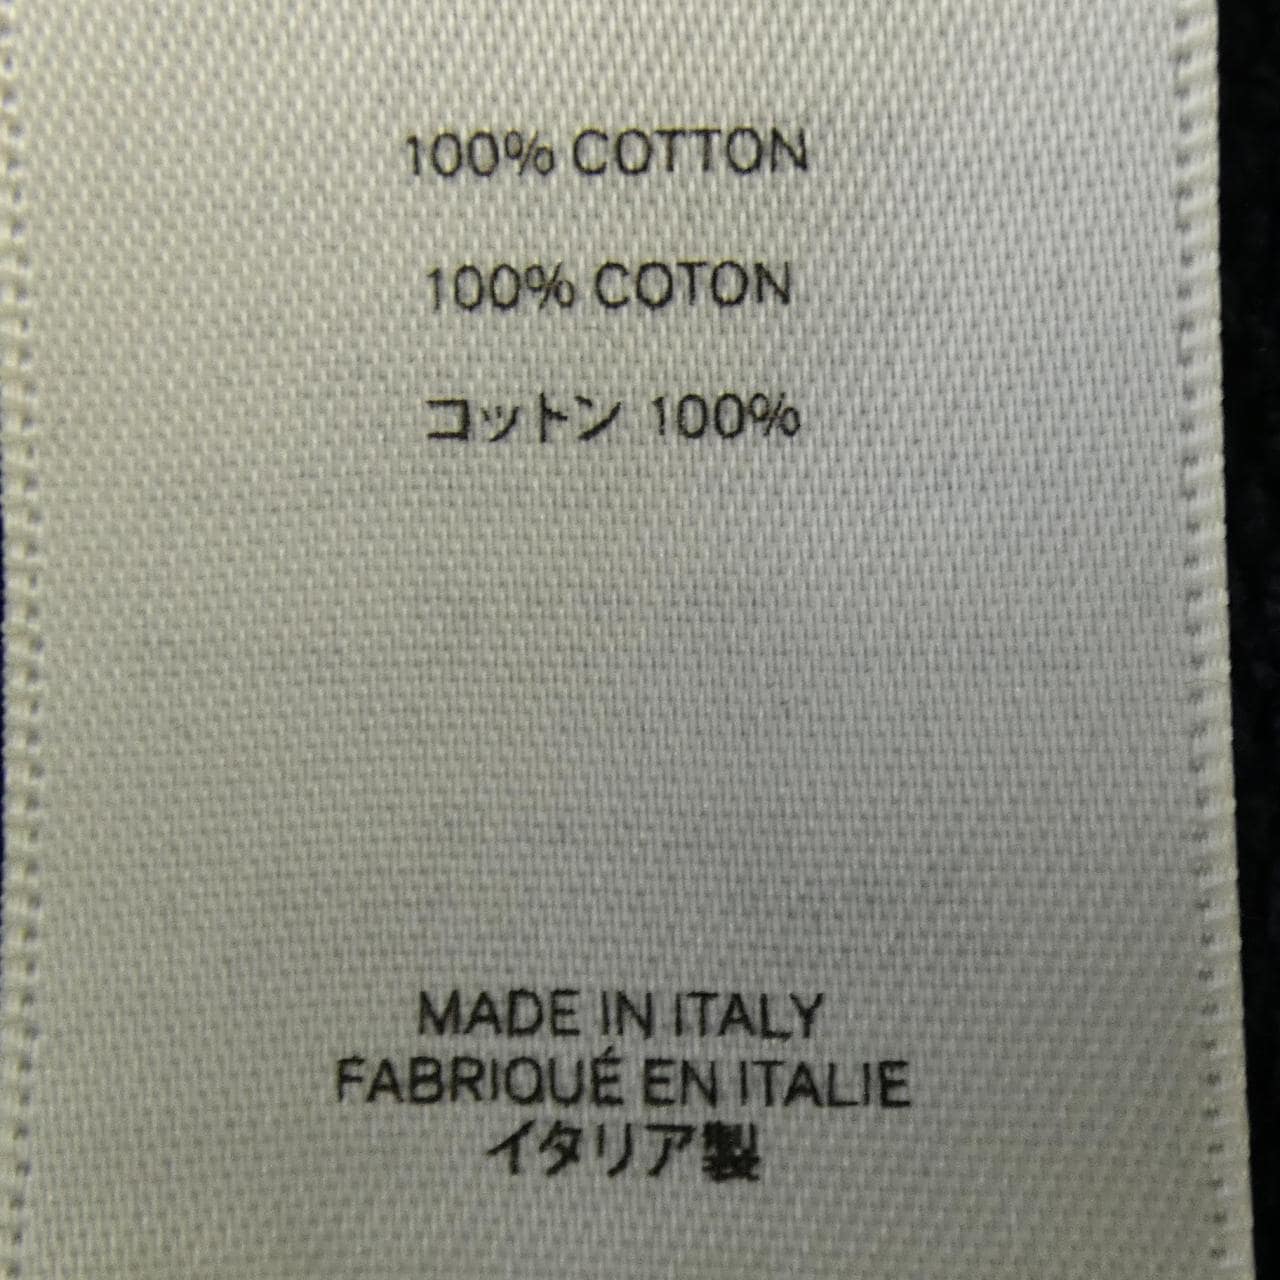 100% COTTON
100% COTON
コットン 100%
MADE IN ITALY
FABRIQUÉ EN ITALIE
イタリア製